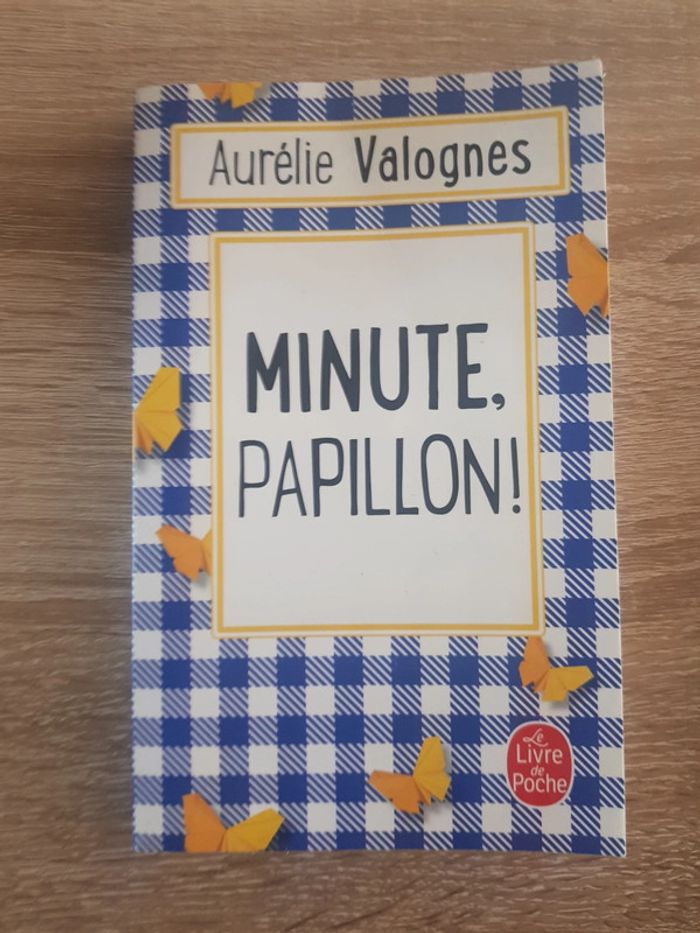 Aurélie Valognes
MINUTE,
PAPILLON!
Le
Livre
de
Poche